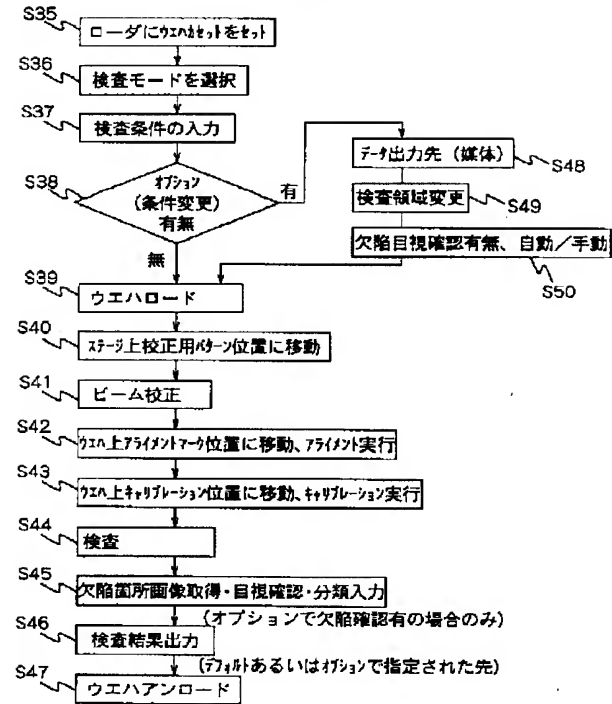 S35
ローダにウエハカセットをセット
S36
検査モードを選択
S37
検査条件の入力
S38
オプション
(条件変更)
有無
有
無
データ出力先(媒体)
S48
検査領域変更
S49
欠陥目視確認有無、自動/手動
S50
S39
ウエハロード
S40
ステージ上校正用パターン位置に移動
S41
ビーム校正
S42
ウエハ上アライメントマーク位置に移動、アライメント実行
S43
ウエハ上キャリブレーション位置に移動、キャリブレーション実行
S44
検査
S45
欠陥箇所画像取得・目視確認・分類入力
(オプションで欠陥確認有の場合のみ)
S46
検査結果出力
(デフォルトあるいはオプションで指定された先)
S47
ウエハアンロード